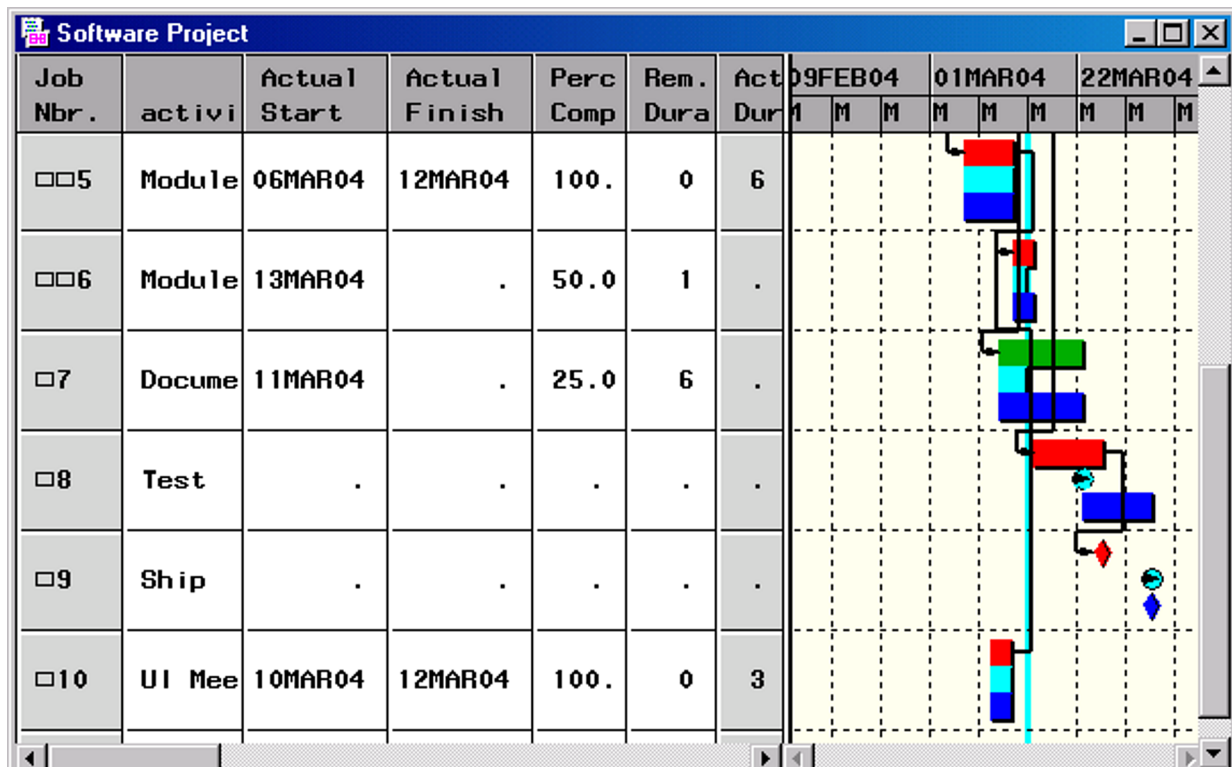 Software Project
Job Nbr. activi Actual Start Actual Finish Perc Comp Rem. Dura Act Dur 09FEB04 01MAR04 22MAR04
M M M M M M M M M
5 Module 06MAR04 12MAR04 100. 0 6
6 Module 13MAR04 . 50.0 1 .
7 Docume 11MAR04 . 25.0 6 .
8 Test . . . . .
9 Ship . . . . .
10 UI Mee 10MAR04 12MAR04 100. 0 3